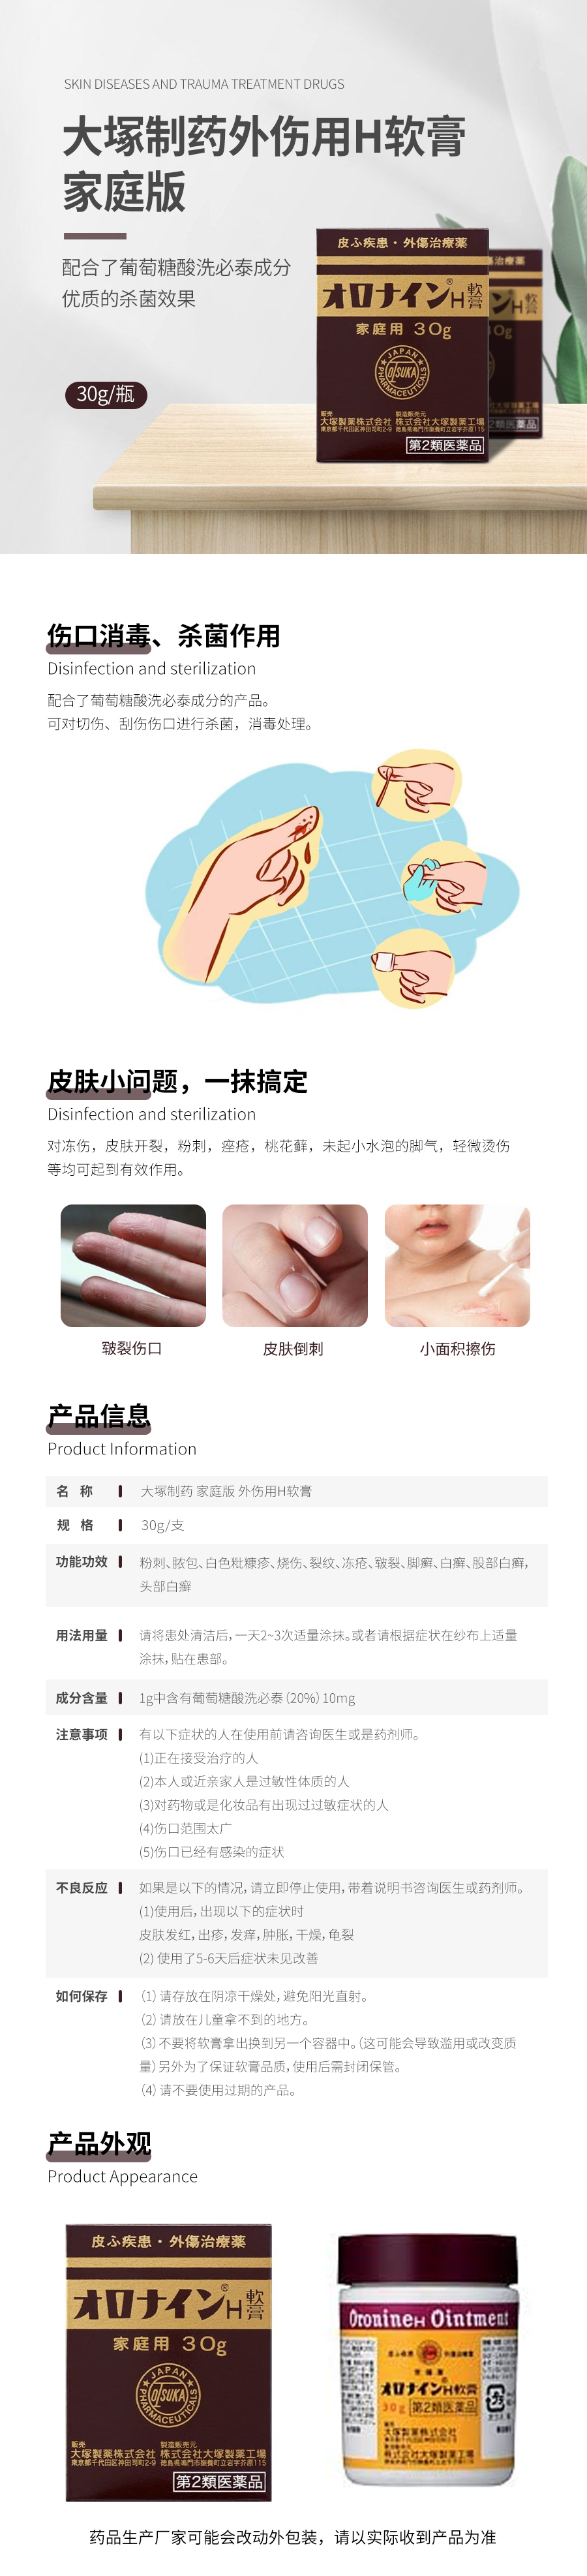 SKIN DISEASES AND TRAUMA TREATMENT DRUGS
大塚制药外伤用H软膏
家庭版
配合了葡萄糖酸洗必泰成分
优质的杀菌效果
30g/瓶
皮ふ疾患・外傷治療薬
オロナインH軟膏
®
家庭用 30g
JAPAN
OTSUKA
PHARMACEUTICALS
販売
大塚製薬株式会社
東京都千代田区神田司町2-9
製造販売元
株式会社大塚製薬工場
徳島県鳴門市撫養町立岩字芥原115
第2類医薬品
伤口消毒、杀菌作用
Disinfection and sterilization
配合了葡萄糖酸洗必泰成分的产品。
可对切伤、刮伤伤口进行杀菌，消毒处理。
皮肤小问题，一抹搞定
Disinfection and sterilization
对冻伤，皮肤开裂，粉刺，痤疮，桃花藓，未起小水泡的脚气，轻微烫伤
等均可起到有效作用。
皲裂伤口
皮肤倒刺
小面积擦伤
产品信息
Product Information
名 称 大塚制药 家庭版 外伤用H软膏
规 格 30g/支
功能功效 粉刺、脓包、白色粃糠疹、烧伤、裂纹、冻疮、皲裂、脚癣、白癣、股部白癣，
头部白癣
用法用量 请将患处清洁后，一天2~3次适量涂抹。或者请根据症状在纱布上适量
涂抹，贴在患部。
成分含量 1g中含有葡萄糖酸洗必泰（20%）10mg
注意事项 有以下症状的人在使用前请咨询医生或是药剂师。
(1)正在接受治疗的人
(2)本人或近亲家人是过敏性体质的人
(3)对药物或是化妆品有出现过过敏症状的人
(4)伤口范围太广
(5)伤口已经有感染的症状
不良反应 如果是以下的情况，请立即停止使用，带着说明书咨询医生或药剂师。
(1)使用后，出现以下的症状时
皮肤发红，出疹，发痒，肿胀，干燥，龟裂
(2) 使用了5-6天后症状未见改善
如何保存 （1）请存放在阴凉干燥处，避免阳光直射。
（2）请放在儿童拿不到的地方。
（3）不要将软膏拿出换到另一个容器中。（这可能会导致滥用或改变质
量）另外为了保证软膏品质，使用后需封闭保管。
（4）请不要使用过期的产品。
产品外观
Product Appearance
皮ふ疾患・外傷治療薬
オロナインH軟膏
®
家庭用 30g
JAPAN
OTSUKA
PHARMACEUTICALS
販売
大塚製薬株式会社
東京都千代田区神田司町2-9
製造販売元
株式会社大塚製薬工場
徳島県鳴門市撫養町立岩字芥原115
第2類医薬品
OronineH Ointment
オロナインH軟膏
30g 第2類医薬品
大塚製薬株式会社
株式会社大塚製薬工場
药品生产厂家可能会改动外包装，请以实际收到产品为准